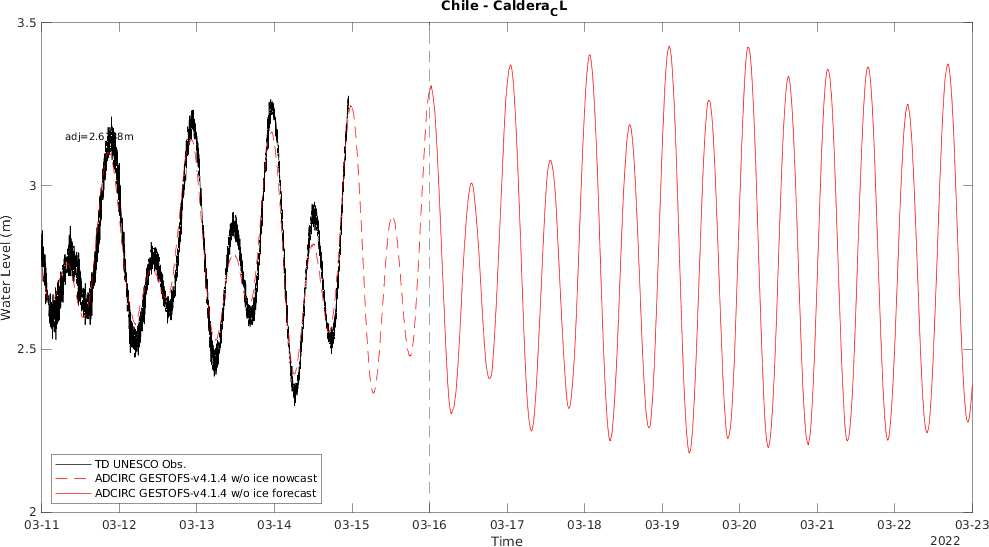 Chile - Caldera_CL
3.5
3
2.5
2
Water Level (m)
TD UNESCO Obs.
ADCIRC GESTOFS-v4.1.4 w/o ice nowcast
ADCIRC GESTOFS-v4.1.4 w/o ice forecast
03-11 03-12 03-13 03-14 03-15 03-16 03-17 03-18 03-19 03-20 03-21 03-22 03-23
Time
2022